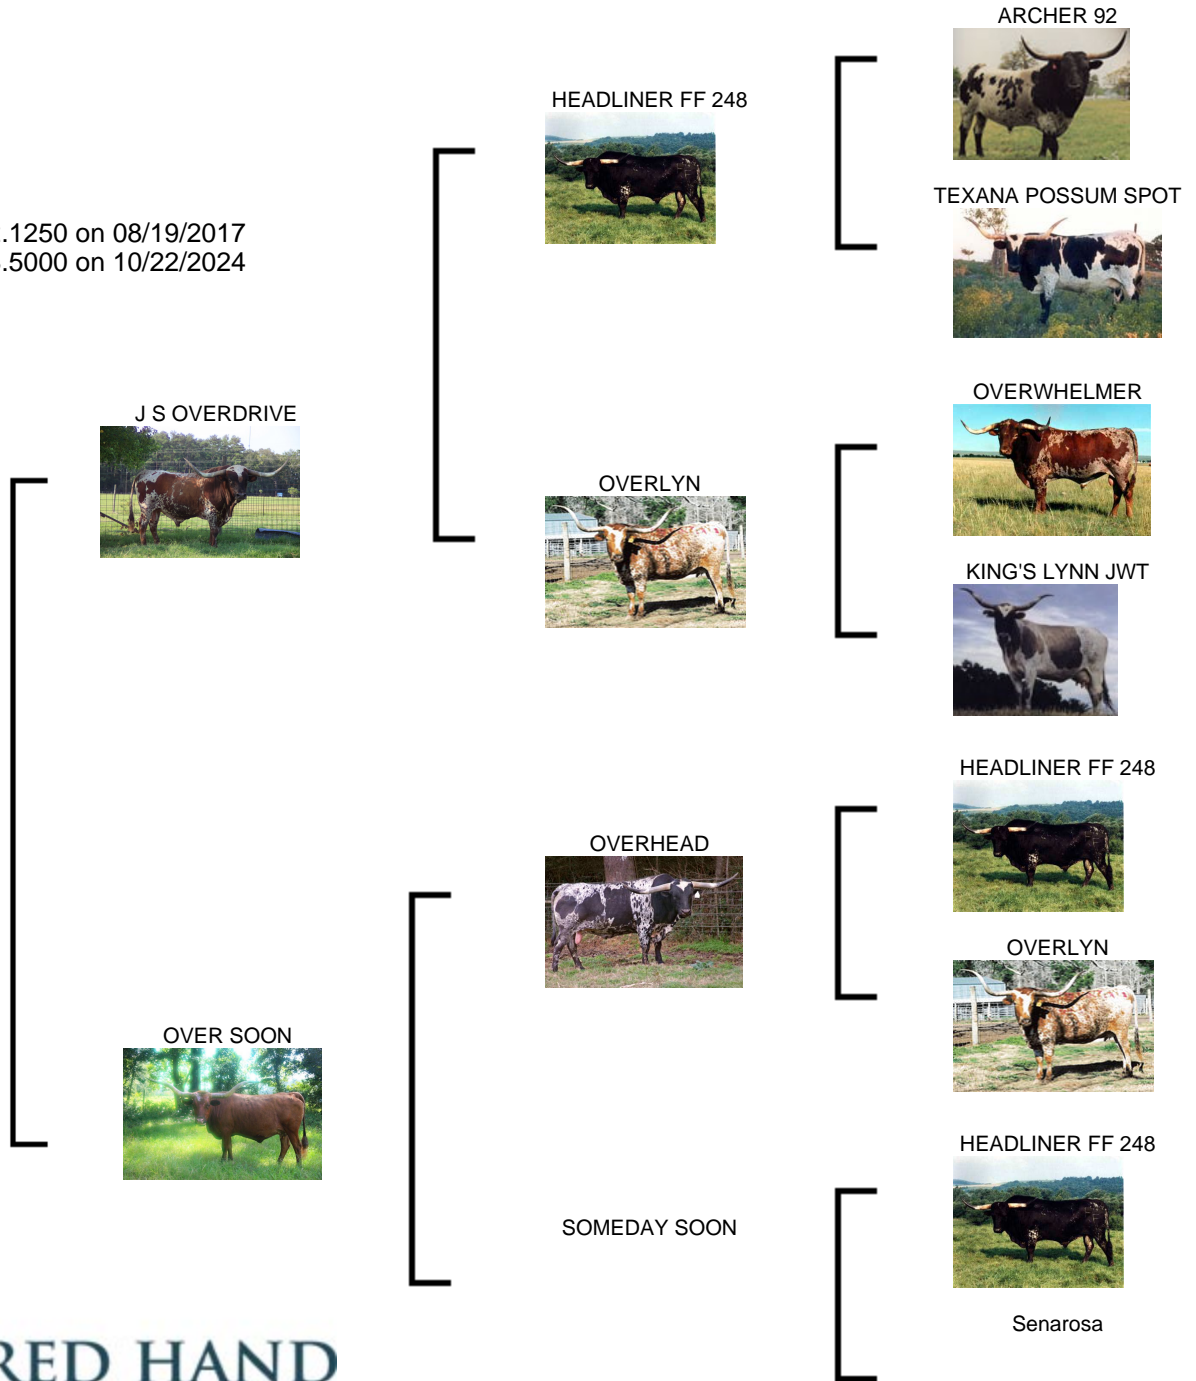 ARCHER 92
HEADLINER FF 248
TEXANA POSSUM SPOT
.1250 on 08/19/2017
.5000 on 10/22/2024
J S OVERDRIVE
OVERWHELMER
OVERLYN
KING'S LYNN JWT
HEADLINER FF 248
OVERHEAD
OVERLYN
OVER SOON
HEADLINER FF 248
SOMEDAY SOON
Senarosa
RED HAND